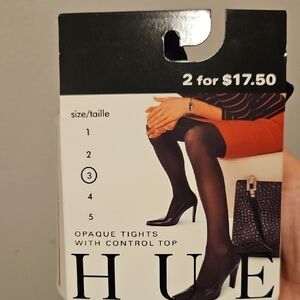 2 for $17.50
size/taille
1
2
3
4
5
OPAQUE TIGHTS
WITH CONTROL TOP
HUE